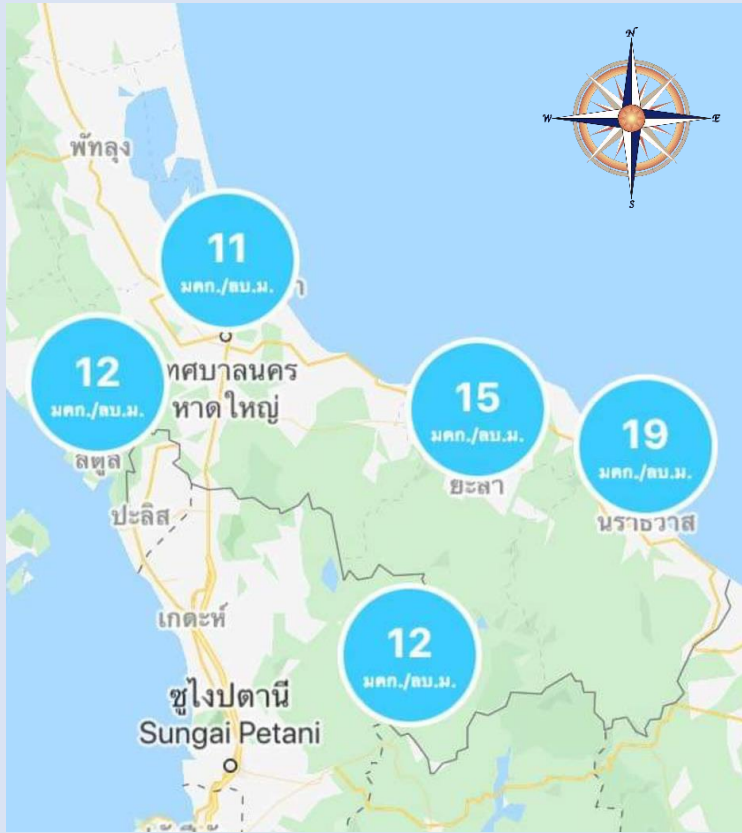 N
W E
S
พัทลุง
11
มคก./ลบ.ม.
า
ทศบาลนคร
หาดใหญ่
12
มคก./ลบ.ม.
สตูล
15
มคก./ลบ.ม.
ยะลา
19
มคก./ลบ.ม.
นราธิวาส
ปะลิส
เกดะห์
12
มคก./ลบ.ม.
ซูไงปตานี
Sungai Petani